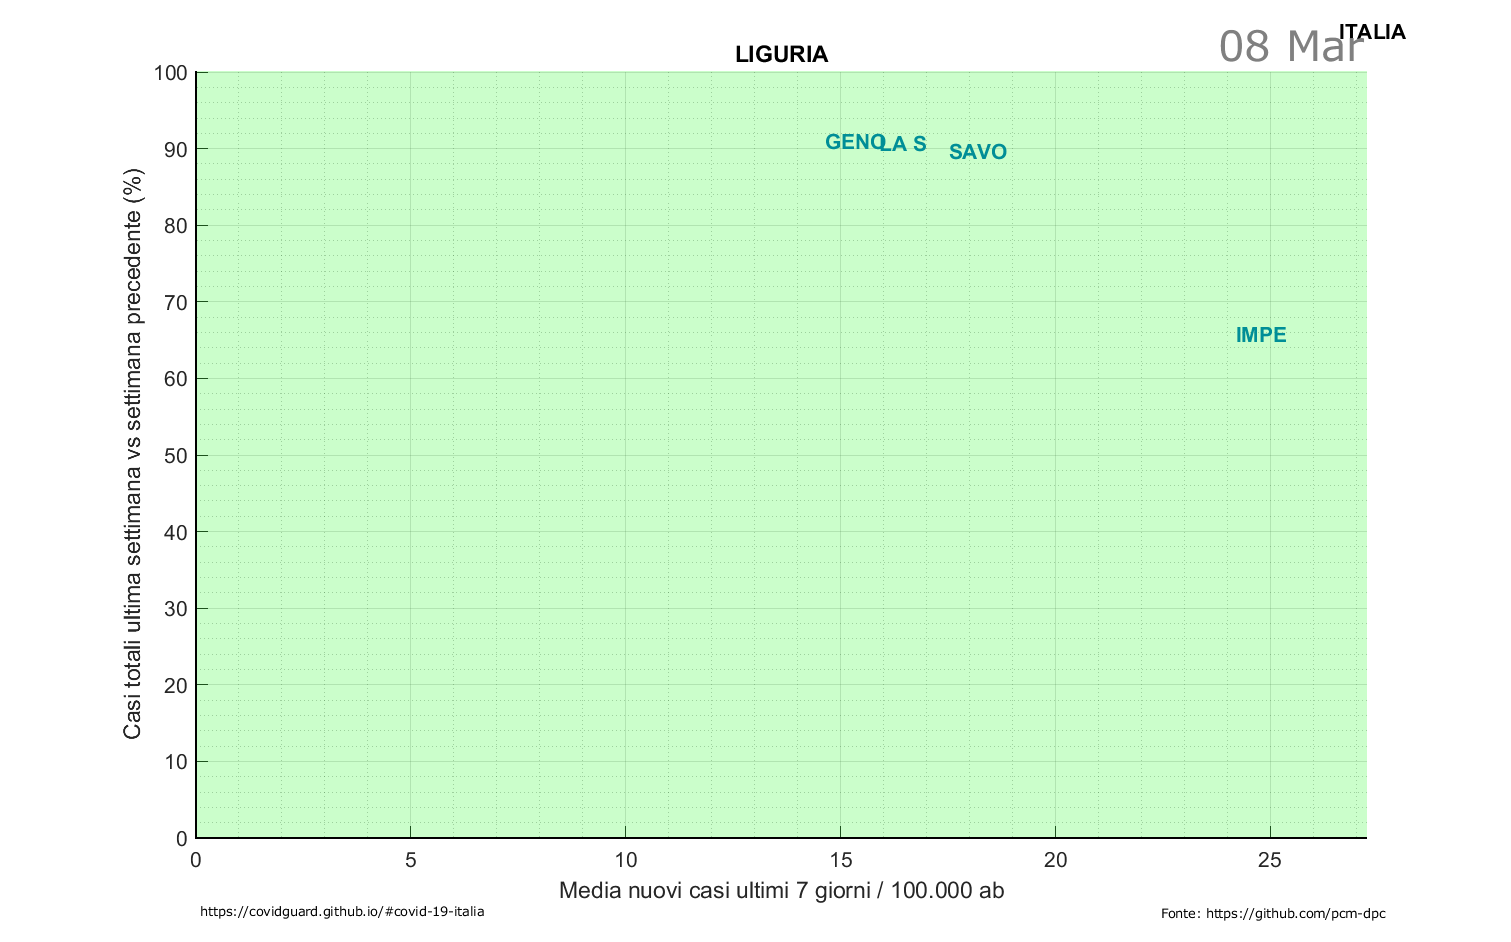 ITALIA
08 Mar
LIGURIA
100
90
80
70
60
50
40
30
20
10
0
Casi totali ultima settimana vs settimana precedente (%)
GENO
LA S
SAVO
IMPE
0 5 10 15 20 25
Media nuovi casi ultimi 7 giorni / 100.000 ab
https://covidguard.github.io/#covid-19-italia
Fonte: https://github.com/pcm-dpc